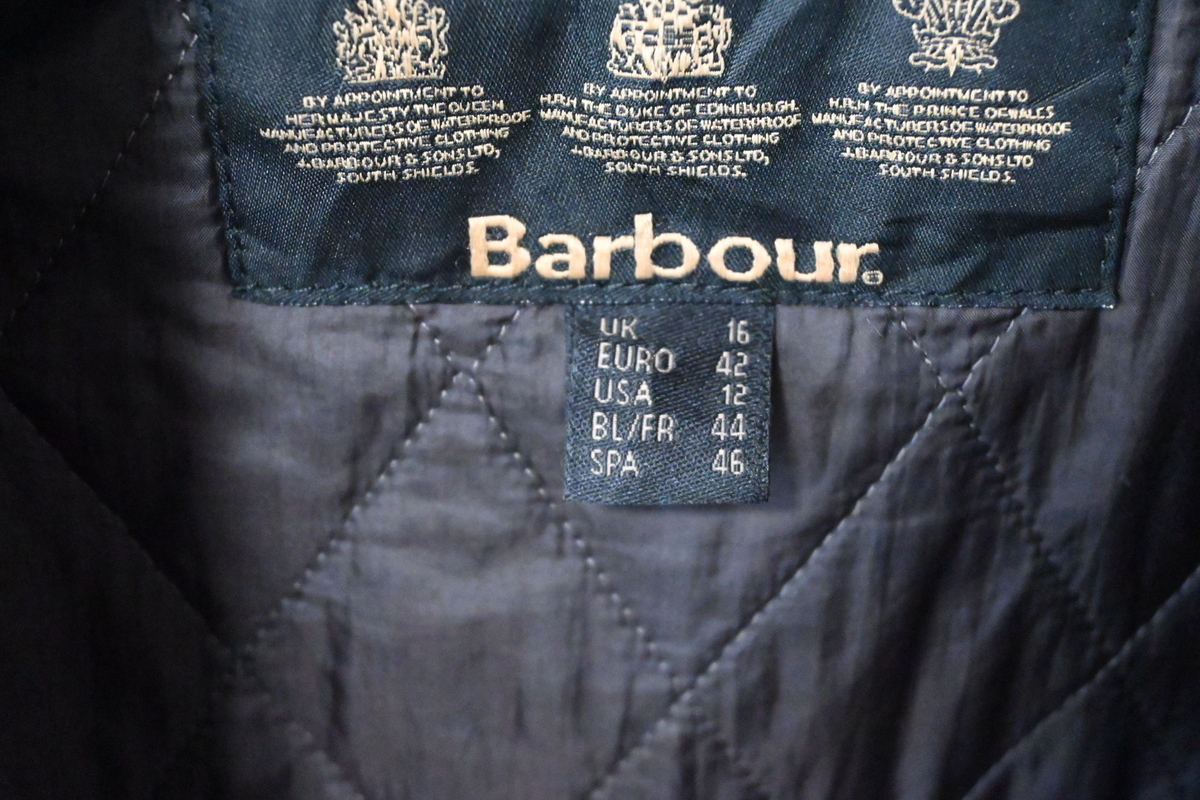 BY APPOINTMENT TO
HER MAJESTY THE QUEEN
MANUFACTURERS OF WATERPROOF
AND PROTECTIVE CLOTHING
J.BARBOUR & SONS LTD,
SOUTH SHIELDS.
BY APPOINTMENT TO
H.R.H THE DUKE OF EDINBURGH.
MANUFACTURERS OF WATERPROOF
AND PROTECTIVE CLOTHING
J.BARBOUR & SONS LTD,
SOUTH SHIELDS.
BY APPOINTMENT TO
H.R.H THE PRINCE OF WALES
MANUFACTURERS OF WATERPROOF
AND PROTECTIVE CLOTHING
J.BARBOUR & SONS LTD
SOUTH SHIELDS.
Barbour®
UK 16
EURO 42
USA 12
BL/FR 44
SPA 46